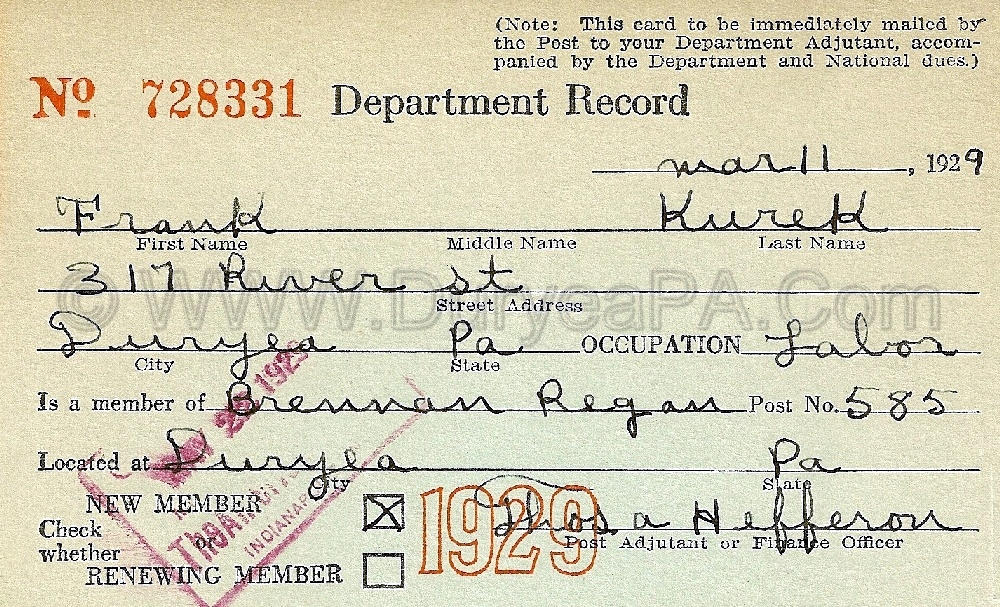 (Note: This card to be immediately mailed by
the Post to your Department Adjutant, accom-
panied by the Department and National dues.)
Nº 728331 Department Record
mar 11, 1929
Frank Kurek
First Name Middle Name Last Name
317 River st
Street Address
© WWW.DuryeaPA.Com
Duryea Pa OCCUPATION Labor
City State
Is a member of Brennan Regan Post No. 585
Located at Duryea Pa
City State
NEW MEMBER
Check
whether or
RENEWING MEMBER
1929
Thos a Hefferon
Post Adjutant or Finance Officer
1929
INDIANAP